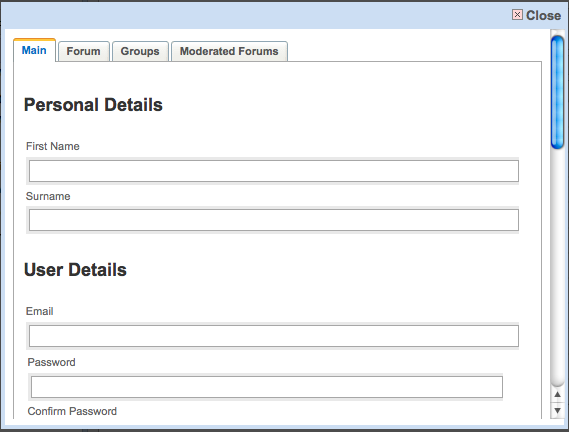 Close
Main Forum Groups Moderated Forums
Personal Details
First Name
Surname
User Details
Email
Password
Confirm Password